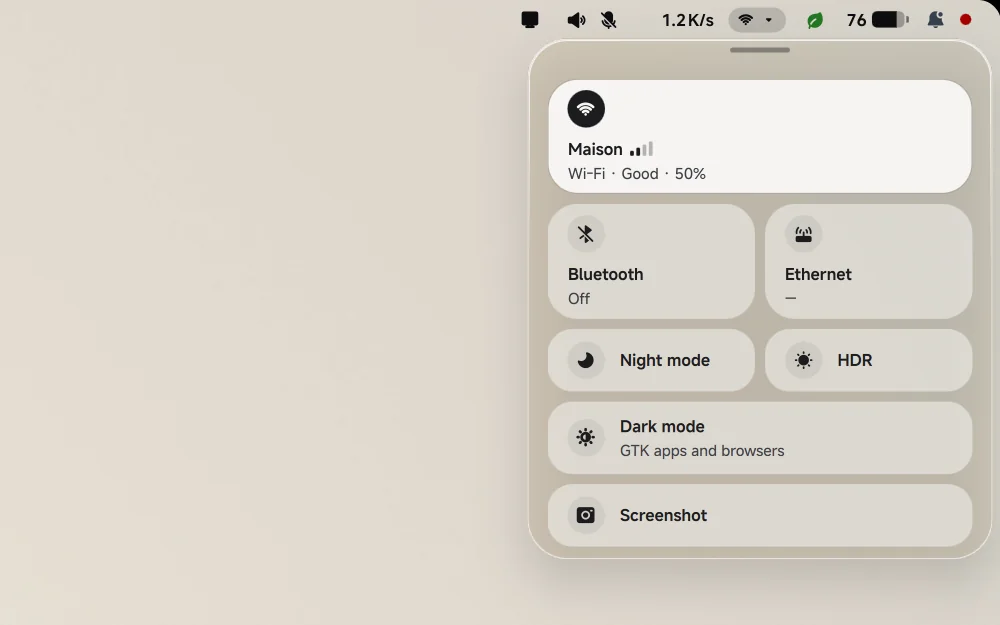 1.2 K/s
76
Maison
Wi-Fi · Good · 50%
Bluetooth
Off
Ethernet
—
Night mode
HDR
Dark mode
GTK apps and browsers
Screenshot